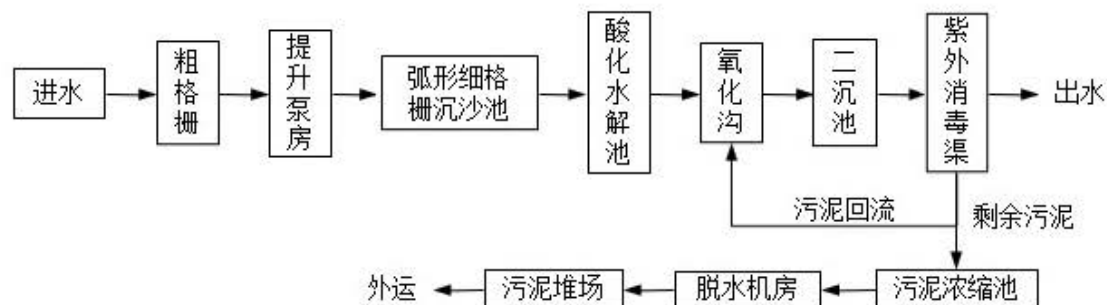 进水
粗格栅
提升泵房
弧形细格
栅沉沙池
酸化水解池
氧化沟
二沉池
紫外消毒渠
出水
污泥回流
剩余污泥
外运
污泥堆场
脱水机房
污泥浓缩池